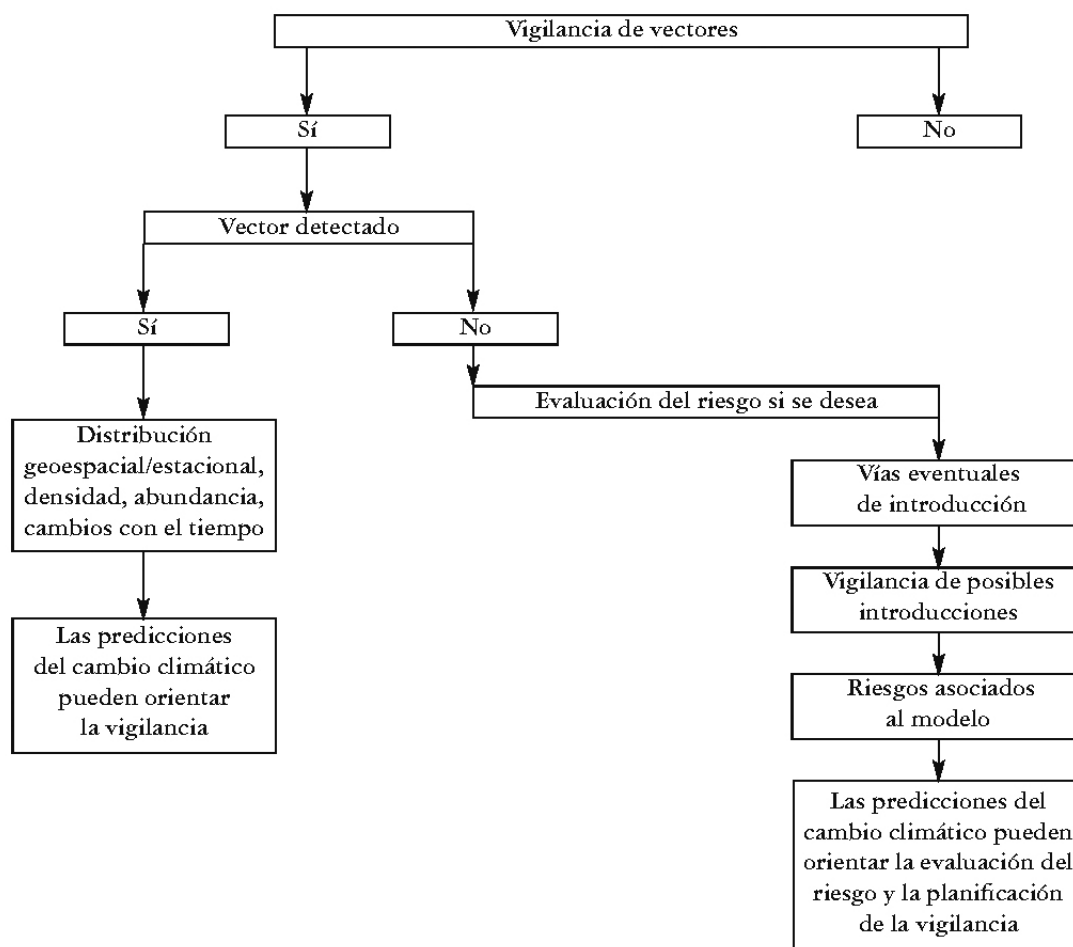 Vigilancia de vectores
Sí
No
Vector detectado
Sí
No
Evaluación del riesgo si se desea
Distribución
geoespacial/estacional,
densidad, abundancia,
cambios con el tiempo
Las predicciones
del cambio climático
pueden orientar
la vigilancia
Vías eventuales
de introducción
Vigilancia de posibles
introducciones
Riesgos asociados
al modelo
Las predicciones del
cambio climático pueden
orientar la evaluación del
riesgo y la planificación
de la vigilancia